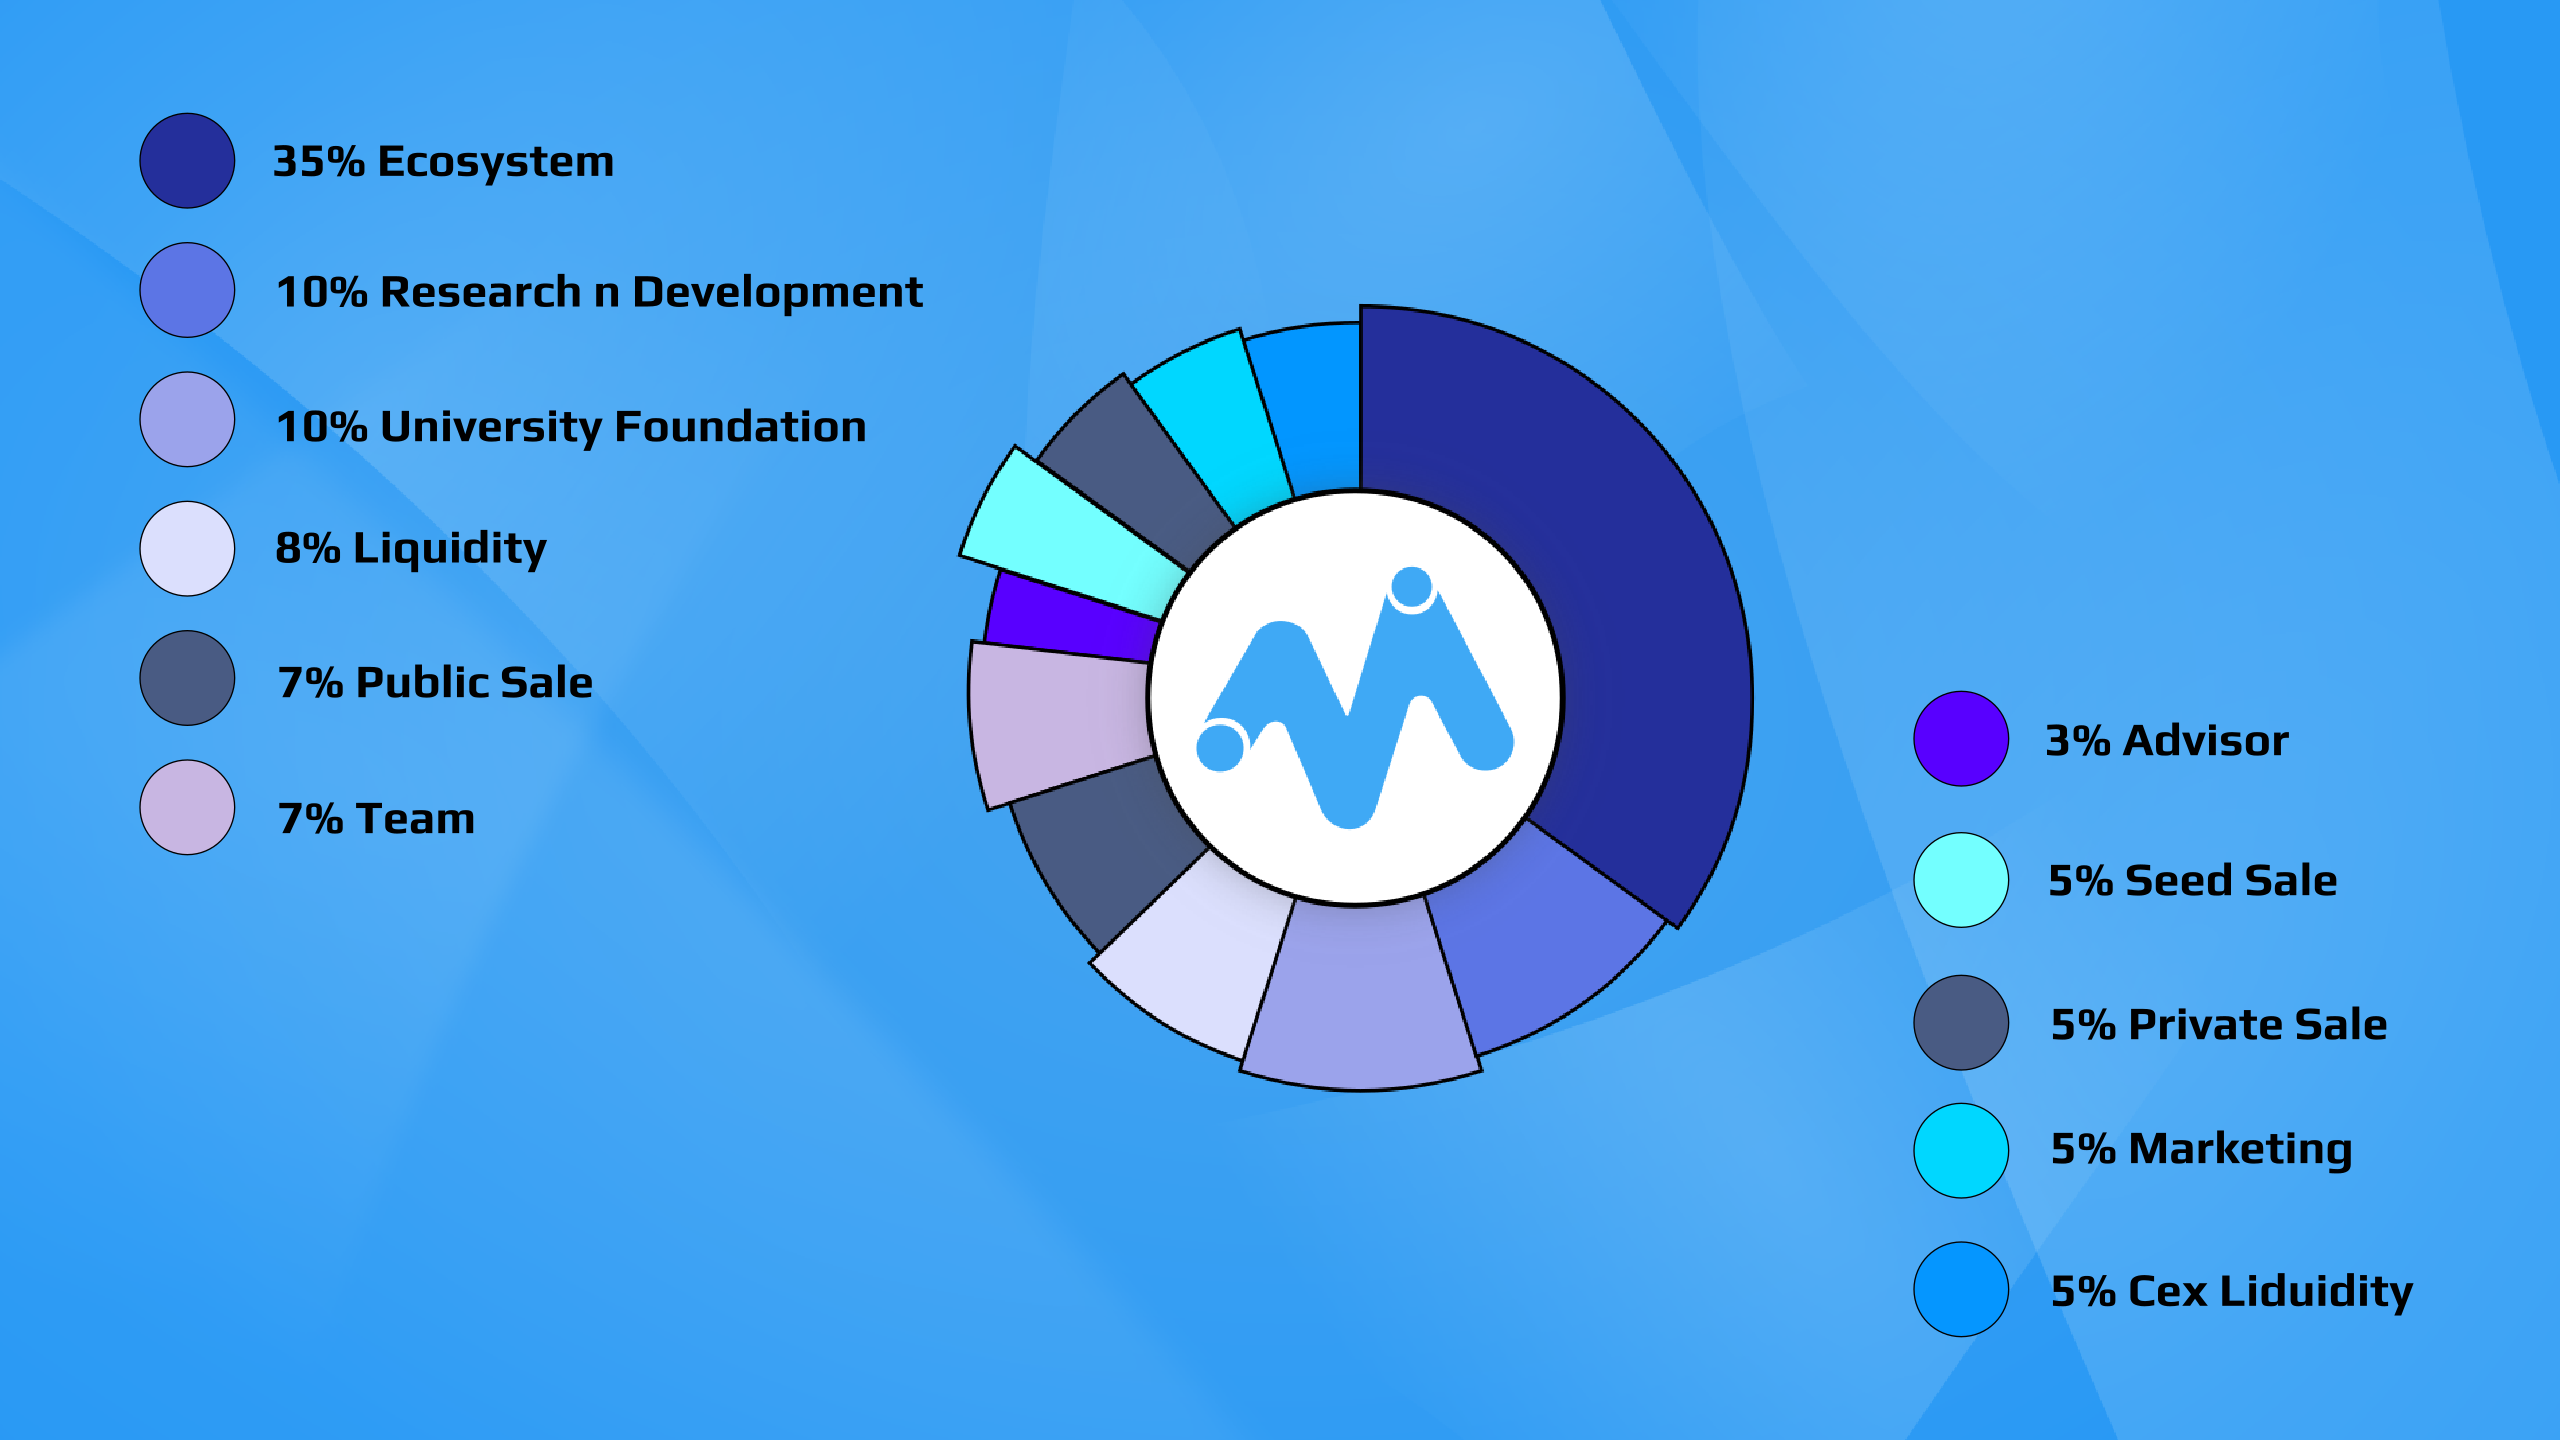 35% Ecosystem
10% Research n Development
10% University Foundation
8% Liquidity
7% Public Sale
7% Team
3% Advisor
5% Seed Sale
5% Private Sale
5% Marketing
5% Cex Liduidity